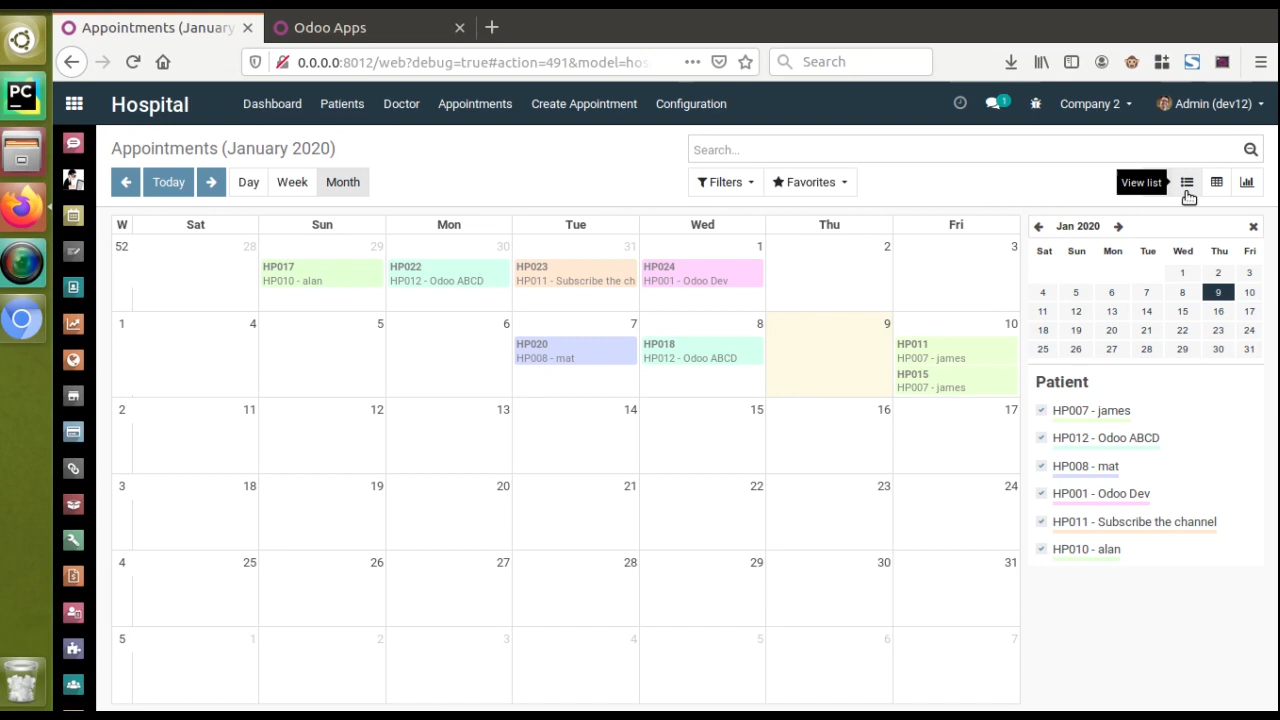 Appointments (January
Odoo Apps
0.0.0.0:8012/web?debug=true#action=491&model=hos
Search
PC
Hospital
Dashboard
Patients
Doctor
Appointments
Create Appointment
Configuration
1
Company 2
Admin (dev12)
Appointments (January 2020)
Search...
Today
Day
Week
Month
Filters
Favorites
View list
W Sat Sun Mon Tue Wed Thu Fri
52 28 29 30 31 1 2 3
HP017 HP022 HP023 HP024
HP010 - alan HP012 - Odoo ABCD HP011 - Subscribe the ch HP001 - Odoo Dev
1 4 5 6 7 8 9 10
HP020 HP018 HP011
HP008 - mat HP012 - Odoo ABCD HP007 - james
HP015
HP007 - james
2 11 12 13 14 15 16 17
3 18 19 20 21 22 23 24
4 25 26 27 28 29 30 31
5 1 2 3 4 5 6 7
Jan 2020
Sat Sun Mon Tue Wed Thu Fri
1 2 3
4 5 6 7 8 9 10
11 12 13 14 15 16 17
18 19 20 21 22 23 24
25 26 27 28 29 30 31
Patient
HP007 - james
HP012 - Odoo ABCD
HP008 - mat
HP001 - Odoo Dev
HP011 - Subscribe the channel
HP010 - alan